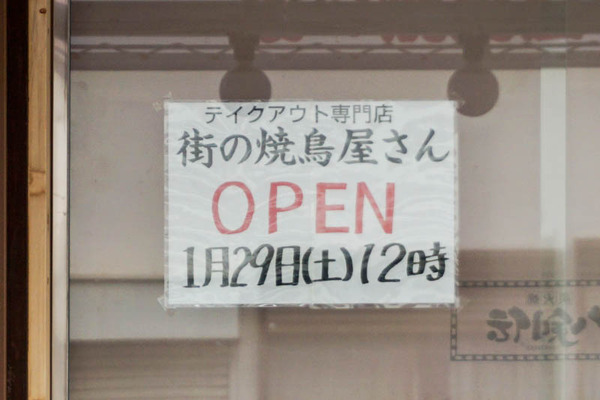 テイクアウト専門店
街の焼鳥屋さん
OPEN
1月29日(土)12時